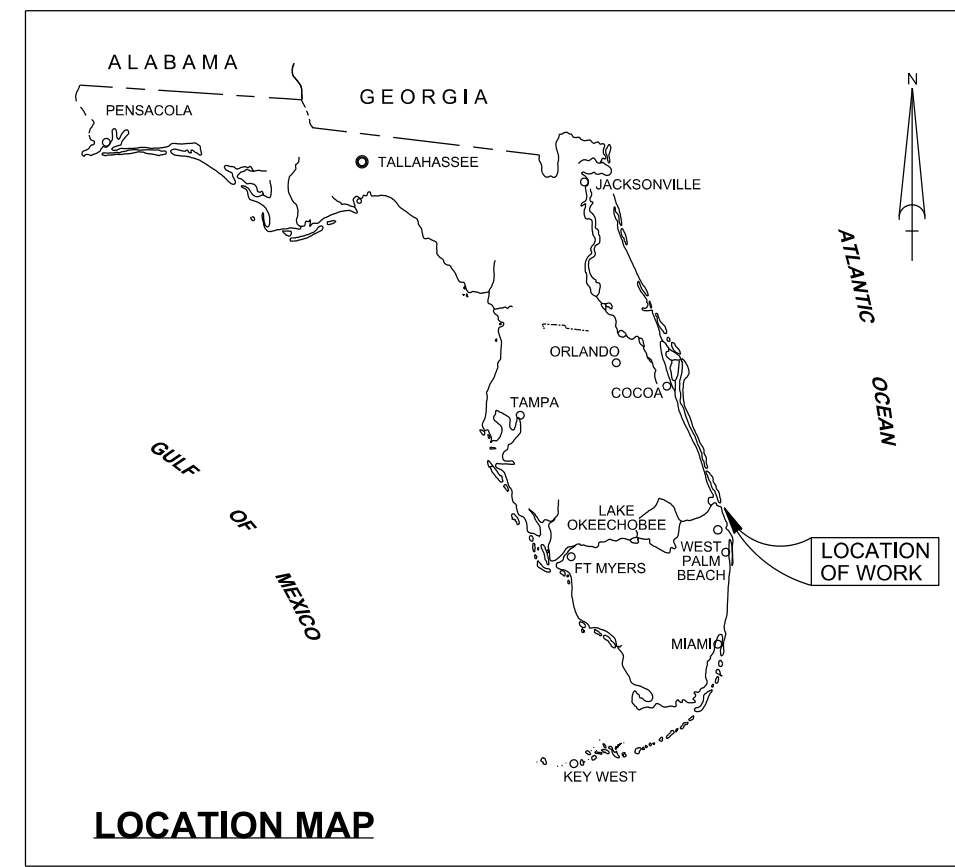 ALABAMA
GEORGIA
N
PENSACOLA
TALLAHASSEE
JACKSONVILLE
ATLANTIC
OCEAN
ORLANDO
COCOA
TAMPA
GULF
OF
MEXICO
LAKE
OKEECHOBEE
WEST
PALM
BEACH
FT MYERS
LOCATION
OF WORK
MIAMI
KEY WEST
LOCATION MAP